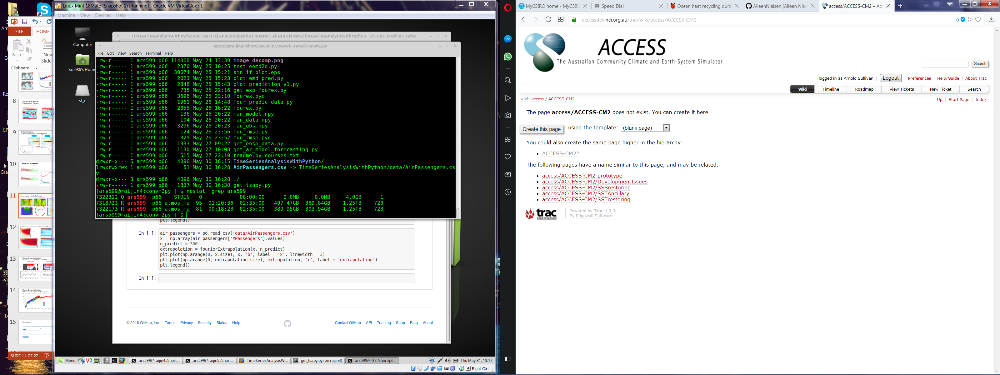 Linux Mint 18Mate (Snapshot 1) [Running] - Oracle VM VirtualBox : 1
Machine View Devices Help
FILE HOME
Paste
New
Slide
Clipboard
8
9
10
11
12
13
14
15
Summary:
SLIDE 11 OF 27
Computer
sul086's Home
sf_e
TimeSeriesAnalysisWithPython/8. Spectral Analysis.ipynb at master · AileenNielsen/TimeSeriesAnalysisWithPython · GitHub - Mozilla Firefox
ars599@raijin4:/short/p66/ars599/work_eemd/convm2py
File Edit View Search Terminal Help
-rw-r----- 1 ars599 p66 114060 May 24 13:39 image_decomp.png
-rw-r----- 1 ars599 p66 2370 May 25 10:25 test_eemd2d.py
-rw-r----- 1 ars599 p66 30674 May 25 15:21 sin_if_plot.eps
-rw-r----- 1 ars599 p66 2023 May 25 15:23 plot_emd_pred.py
-rw-r----- 1 ars599 p66 2848 May 25 15:43 plot_prediction_v1.py
-rw-r----- 1 ars599 p66 735 May 25 22:16 get_exp_fourex.py
-rw-r----- 1 ars599 p66 3696 May 25 23:10 fourex.pyc
-rw-r----- 1 ars599 p66 1961 May 26 14:48 four_predic_data.py
-rw-r----- 1 ars599 p66 2855 May 26 16:22 fourex.py
-rw-r----- 1 ars599 p66 136 May 26 20:22 man_model.npy
-rw-r----- 1 ars599 p66 104 May 26 20:22 man_data.npy
-rw-r----- 1 ars599 p66 3296 May 26 20:23 man_obs.npy
-rw-r----- 1 ars599 p66 124 May 26 23:56 fun_rmse.py
-rw-r----- 1 ars599 p66 329 May 26 23:57 fun_rmse.pyc
-rw-r----- 1 ars599 p66 1333 May 27 09:22 get_enso_data.py
-rw-r----- 1 ars599 p66 1130 May 27 10:08 get_ar_model_forecasting.py
-rw-r----- 1 ars599 p66 515 May 27 22:10 readme.py.courses.txt
drwxr-x--- 5 ars599 p66 4096 May 30 16:15 TimeSeriesAnalysisWithPython/
lrwxrwxrwx 1 ars599 p66 51 May 30 16:28 AirPassengers.csv -> TimeSeriesAnalysisWithPython/data/AirPassengers.cs
v
drwxr-x--- 3 ars599 p66 4096 May 30 16:28 ./
-rw-r----- 1 ars599 p66 1837 May 30 16:30 get_tsapy.py
[ars599@raijin4:convm2py ] $ nqstat |grep ars599
7322312 Q ars599 p66 STDIN 0 08:00:00 0.0MB 0.0MB 4.0GB 1
7318723 R ars599 p66 atmos_ma 95 01:20:36 02:35:00 407.47GB 369.84GB 1.25TB 728
7322173 R ars599 p66 atmos_ma 81 00:18:28 02:35:00 389.95GB 303.94GB 1.25TB 728
[ars599@raijin4:convm2py ] $
plt.legend()
In [ ]: air_passengers = pd.read_csv('data/AirPassengers.csv')
x = np.array(air_passengers['#Passengers'].values)
n_predict = 300
extrapolation = fourierExtrapolation(x, n_predict)
plt.plot(np.arange(0, x.size), x, 'b', label = 'x', linewidth = 3)
plt.plot(np.arange(0, extrapolation.size), extrapolation, 'r', label = 'extrapolation')
plt.legend()
In [ ]:
© 2018 GitHub, Inc. Terms Privacy Security Status Help Contact GitHub API Training Shop Blog About
Menu ars599@raijin4:/short... ars599@raijin5:/short... TimeSeriesAnalysisWi... get_tsapy.py (on raijin4) ars599@r37:/short/p6... Thu May 31, 13:17
Right Ctrl
MyCSIRO home - MyCSIRO Speed Dial Ocean heat recycling durin AileenNielsen (Aileen Niels access/ACCESS-CM2 – Acc
accessdev.nci.org.au/trac/wiki/access/ACCESS-CM2 0
ACCESS
The Australian Community Climate and Earth-System Simulator
Search
logged in as Arnold Sullivan Logout Preferences Help/Guide About Trac
Wiki Timeline Roadmap View Tickets New Ticket Search
wiki: access / ACCESS-CM2 Up Start Page Index
The page access/ACCESS-CM2 does not exist. You can create it here.
Create this page using the template: (blank page)
You could also create the same page higher in the hierarchy:
ACCESS-CM2?
The following pages have a name similar to this page, and may be related:
access/ACCESS-CM2-prototype
access/ACCESS-CM2/DevelopmentIssues
access/ACCESS-CM2/SSSrestoring
access/ACCESS-CM2/SSTAncillary
access/ACCESS-CM2/SSTrestoring
trac POWERED
Powered by Trac 1.2.2
By Edgewall Software.